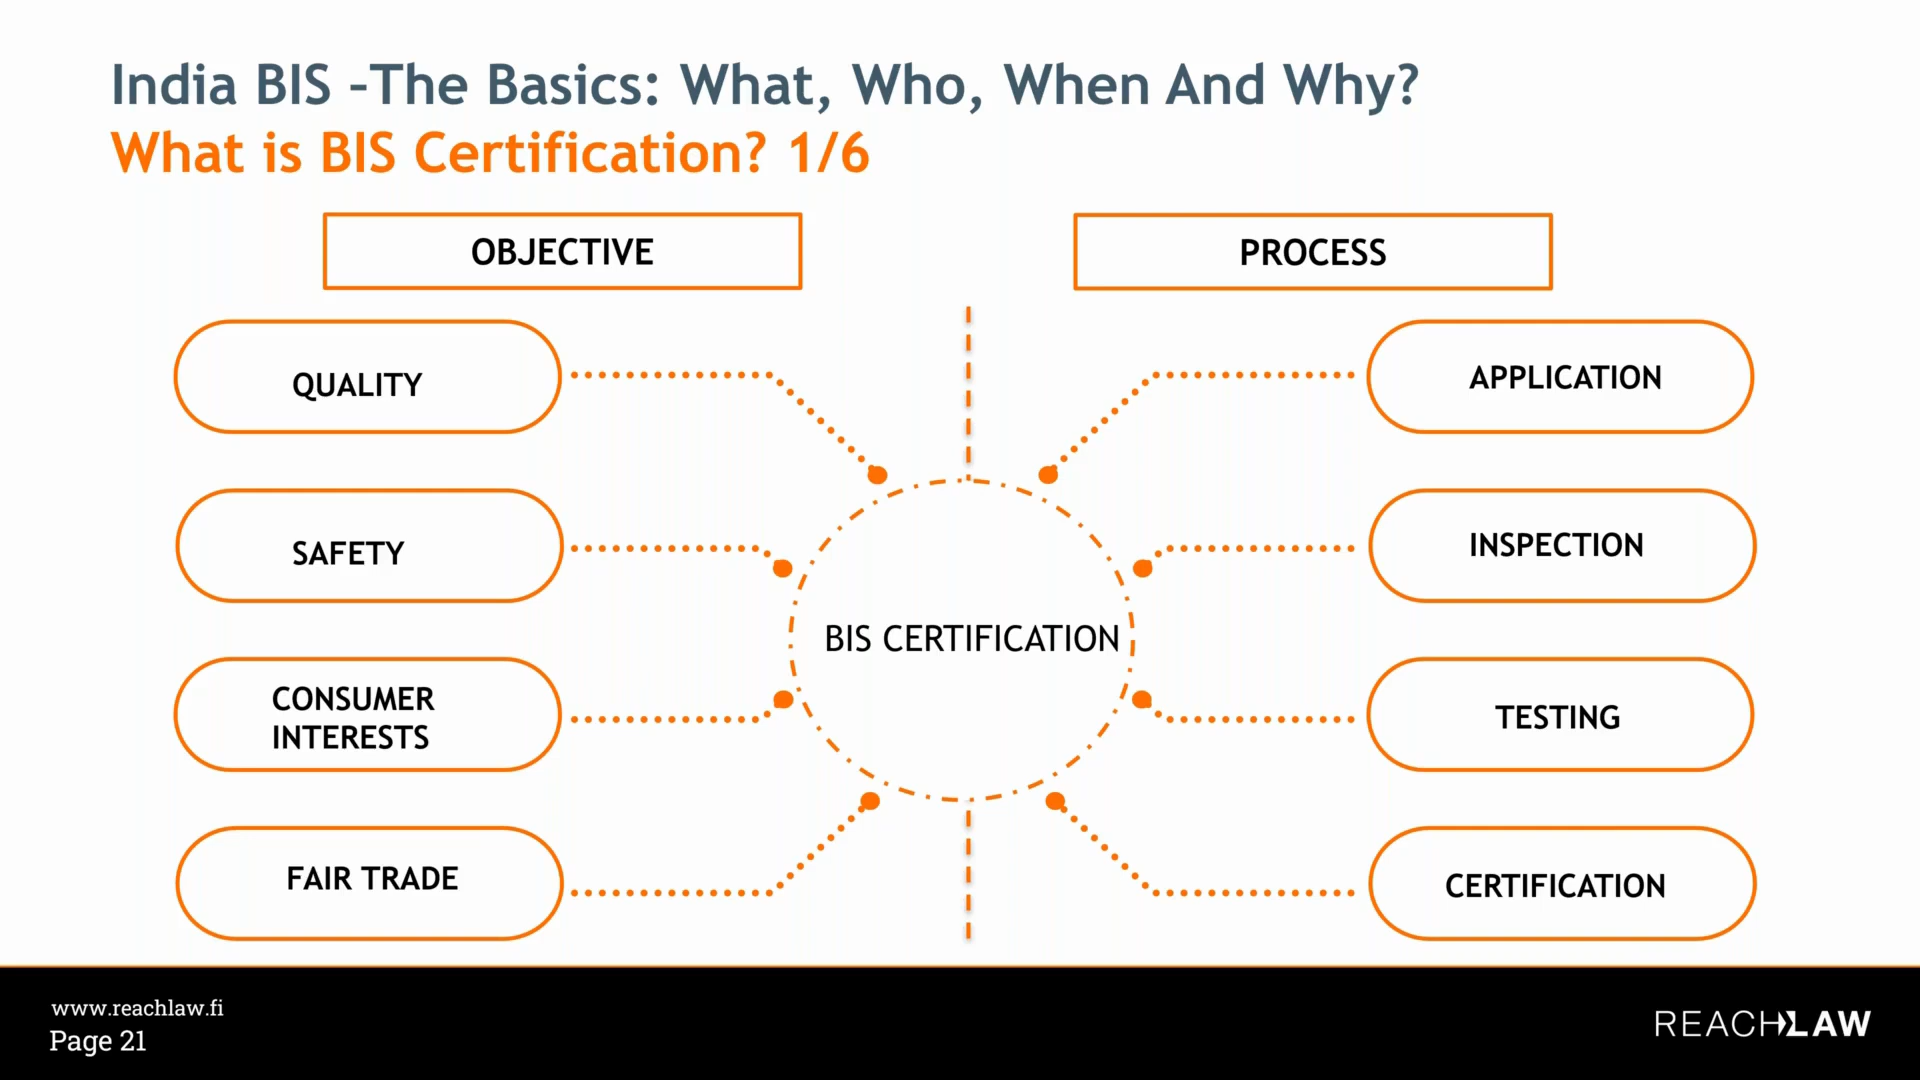 India BIS –The Basics: What, Who, When And Why?
What is BIS Certification? 1/6
OBJECTIVE
PROCESS
QUALITY
SAFETY
CONSUMER
INTERESTS
FAIR TRADE
BIS CERTIFICATION
APPLICATION
INSPECTION
TESTING
CERTIFICATION
www.reachlaw.fi
Page 21
REACHLAW